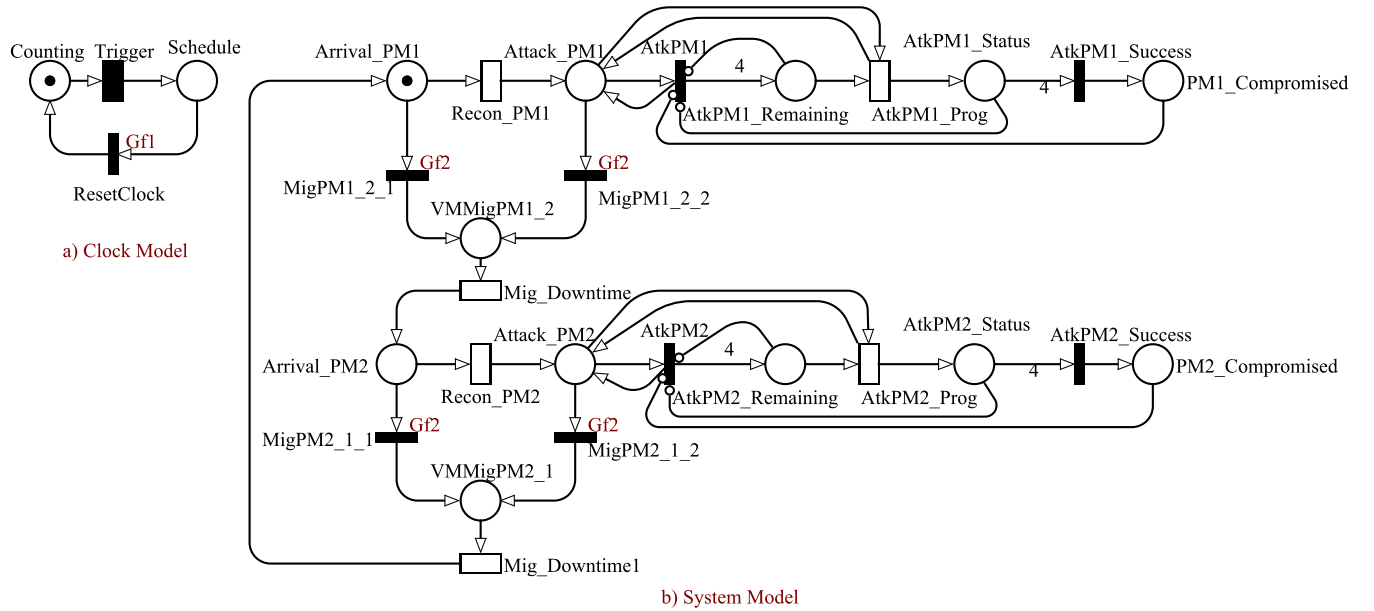 Counting Trigger Schedule
Gf1
ResetClock
a) Clock Model
Arrival_PM1
Attack_PM1
AtkPM1
4
AtkPM1_Status
AtkPM1_Success
Recon_PM1
AtkPM1_Remaining
AtkPM1_Prog
4
PM1_Compromised
Gf2
Gf2
MigPM1_2_1
MigPM1_2_2
VMMigPM1_2
Mig_Downtime
Arrival_PM2
Attack_PM2
AtkPM2
4
AtkPM2_Status
AtkPM2_Success
Recon_PM2
AtkPM2_Remaining
AtkPM2_Prog
4
PM2_Compromised
Gf2
Gf2
MigPM2_1_1
MigPM2_1_2
VMMigPM2_1
Mig_Downtime1
b) System Model